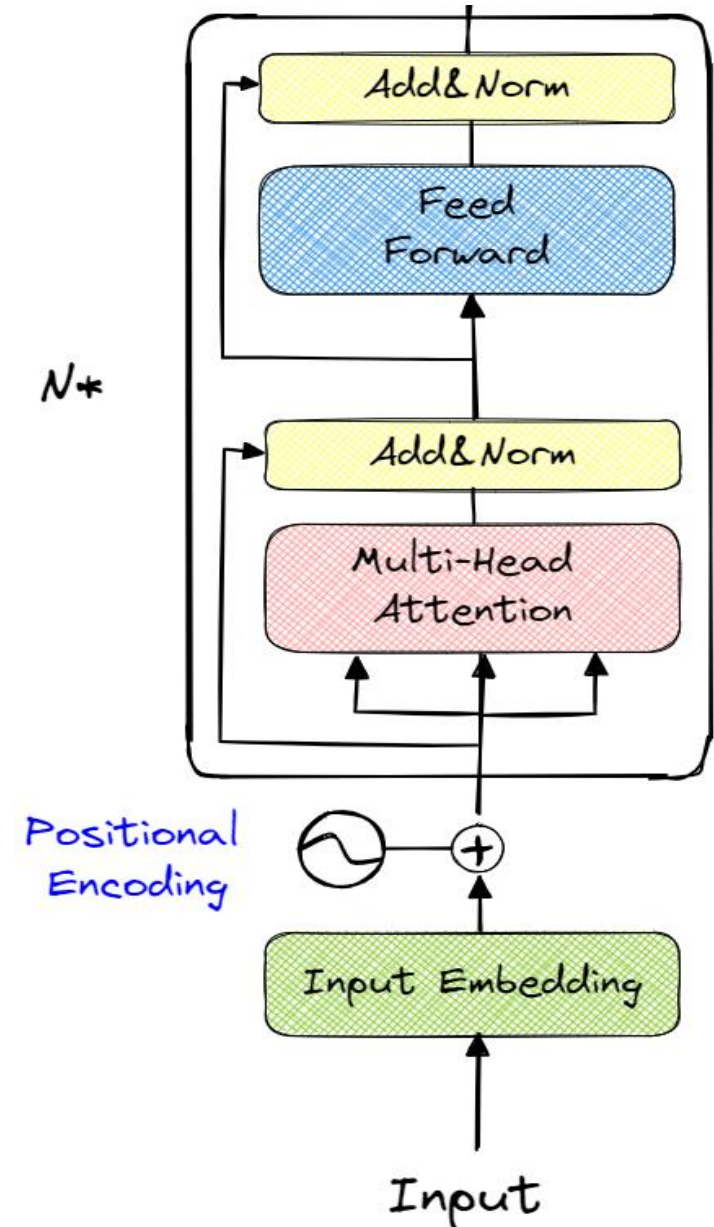 Add&Norm
Feed
Forward
N*
Add&Norm
Multi-Head
Attention
Positional
Encoding
+
Input Embedding
Input